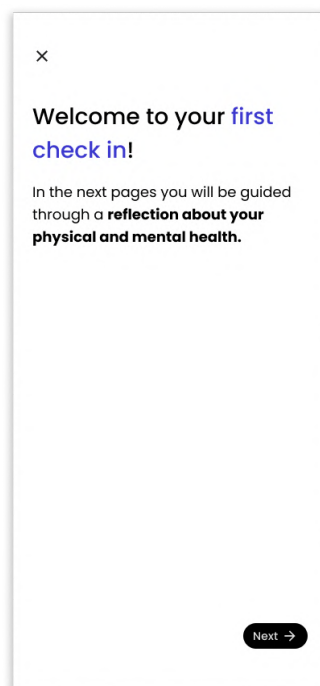 Welcome to your first
check in!
In the next pages you will be guided
through a reflection about your
physical and mental health.
Next